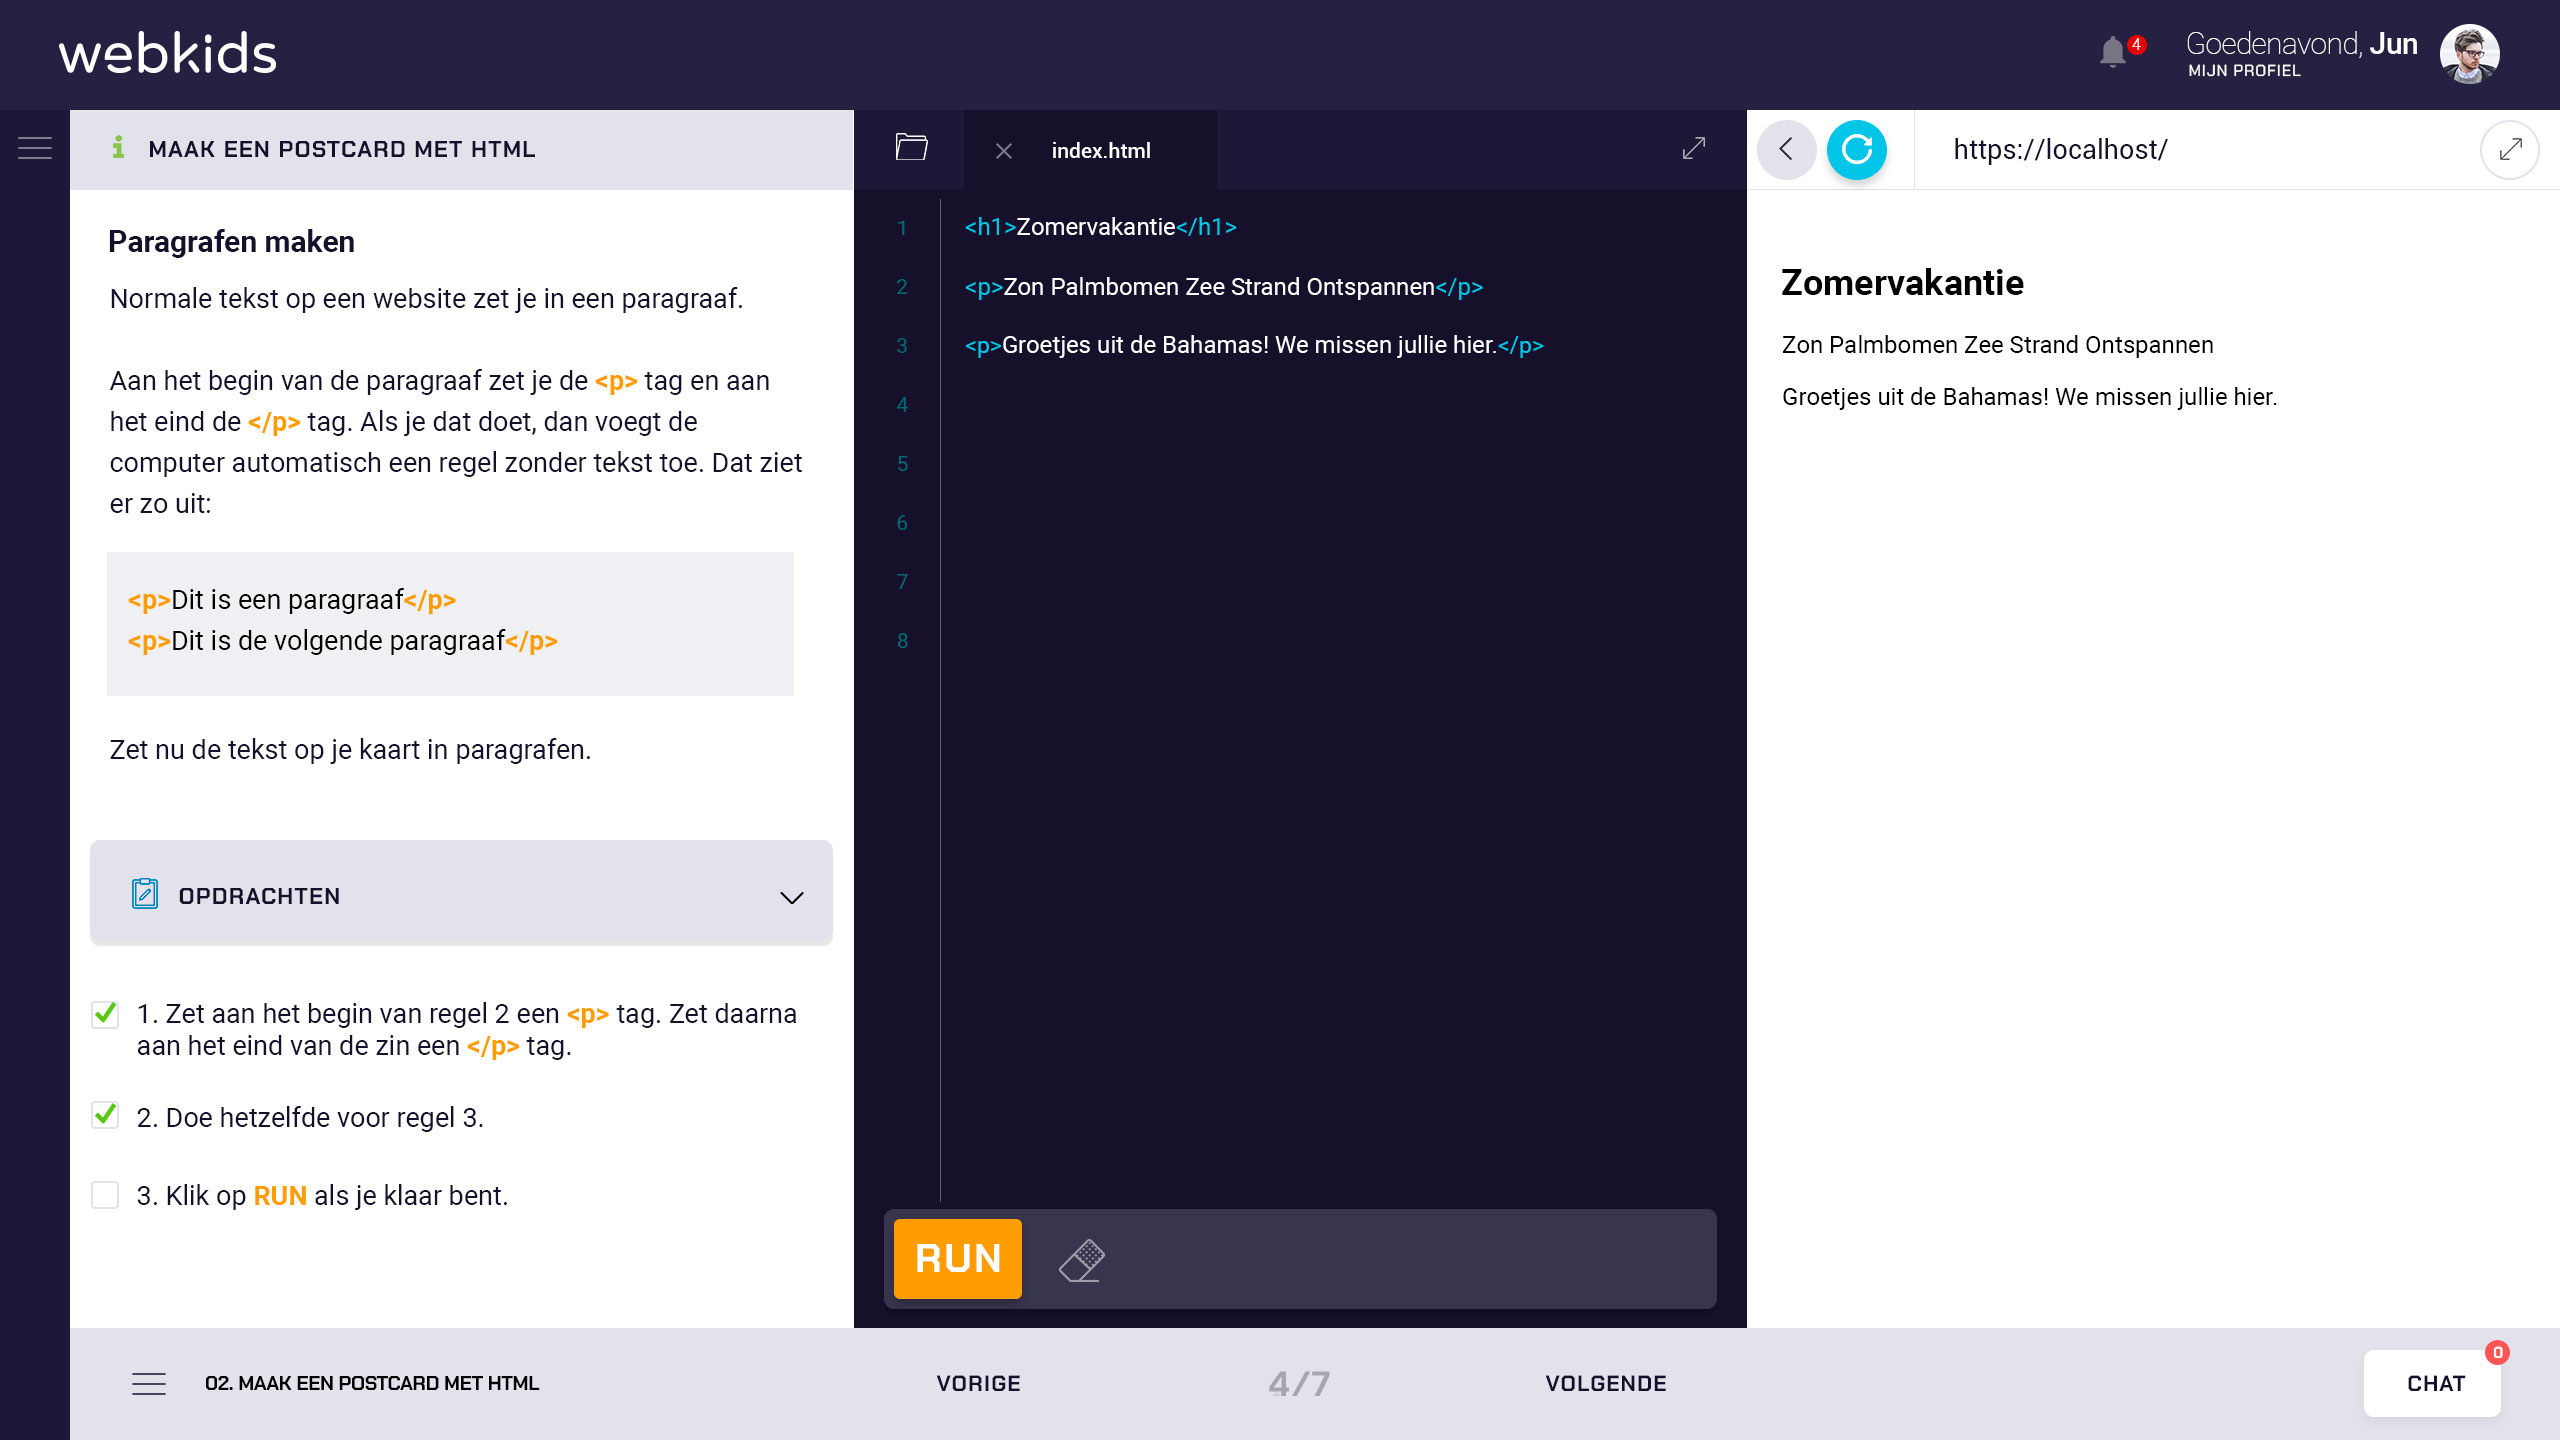 webkids
4
Goedenavond, Jun
MIJN PROFIEL
MAAK EEN POSTCARD MET HTML
Paragrafen maken
Normale tekst op een website zet je in een paragraaf.
Aan het begin van de paragraaf zet je de <p> tag en aan
het eind de </p> tag. Als je dat doet, dan voegt de
computer automatisch een regel zonder tekst toe. Dat ziet
er zo uit:
<p>Dit is een paragraaf</p>
<p>Dit is de volgende paragraaf</p>
Zet nu de tekst op je kaart in paragrafen.
OPDRACHTEN
1. Zet aan het begin van regel 2 een <p> tag. Zet daarna
aan het eind van de zin een </p> tag.
2. Doe hetzelfde voor regel 3.
3. Klik op RUN als je klaar bent.
index.html
1 <h1>Zomervakantie</h1>
2 <p>Zon Palmbomen Zee Strand Ontspannen</p>
3 <p>Groetjes uit de Bahamas! We missen jullie hier.</p>
4
5
6
7
8
RUN
https://localhost/
Zomervakantie
Zon Palmbomen Zee Strand Ontspannen
Groetjes uit de Bahamas! We missen jullie hier.
02. MAAK EEN POSTCARD MET HTML
VORIGE
4/7
VOLGENDE
CHAT
0